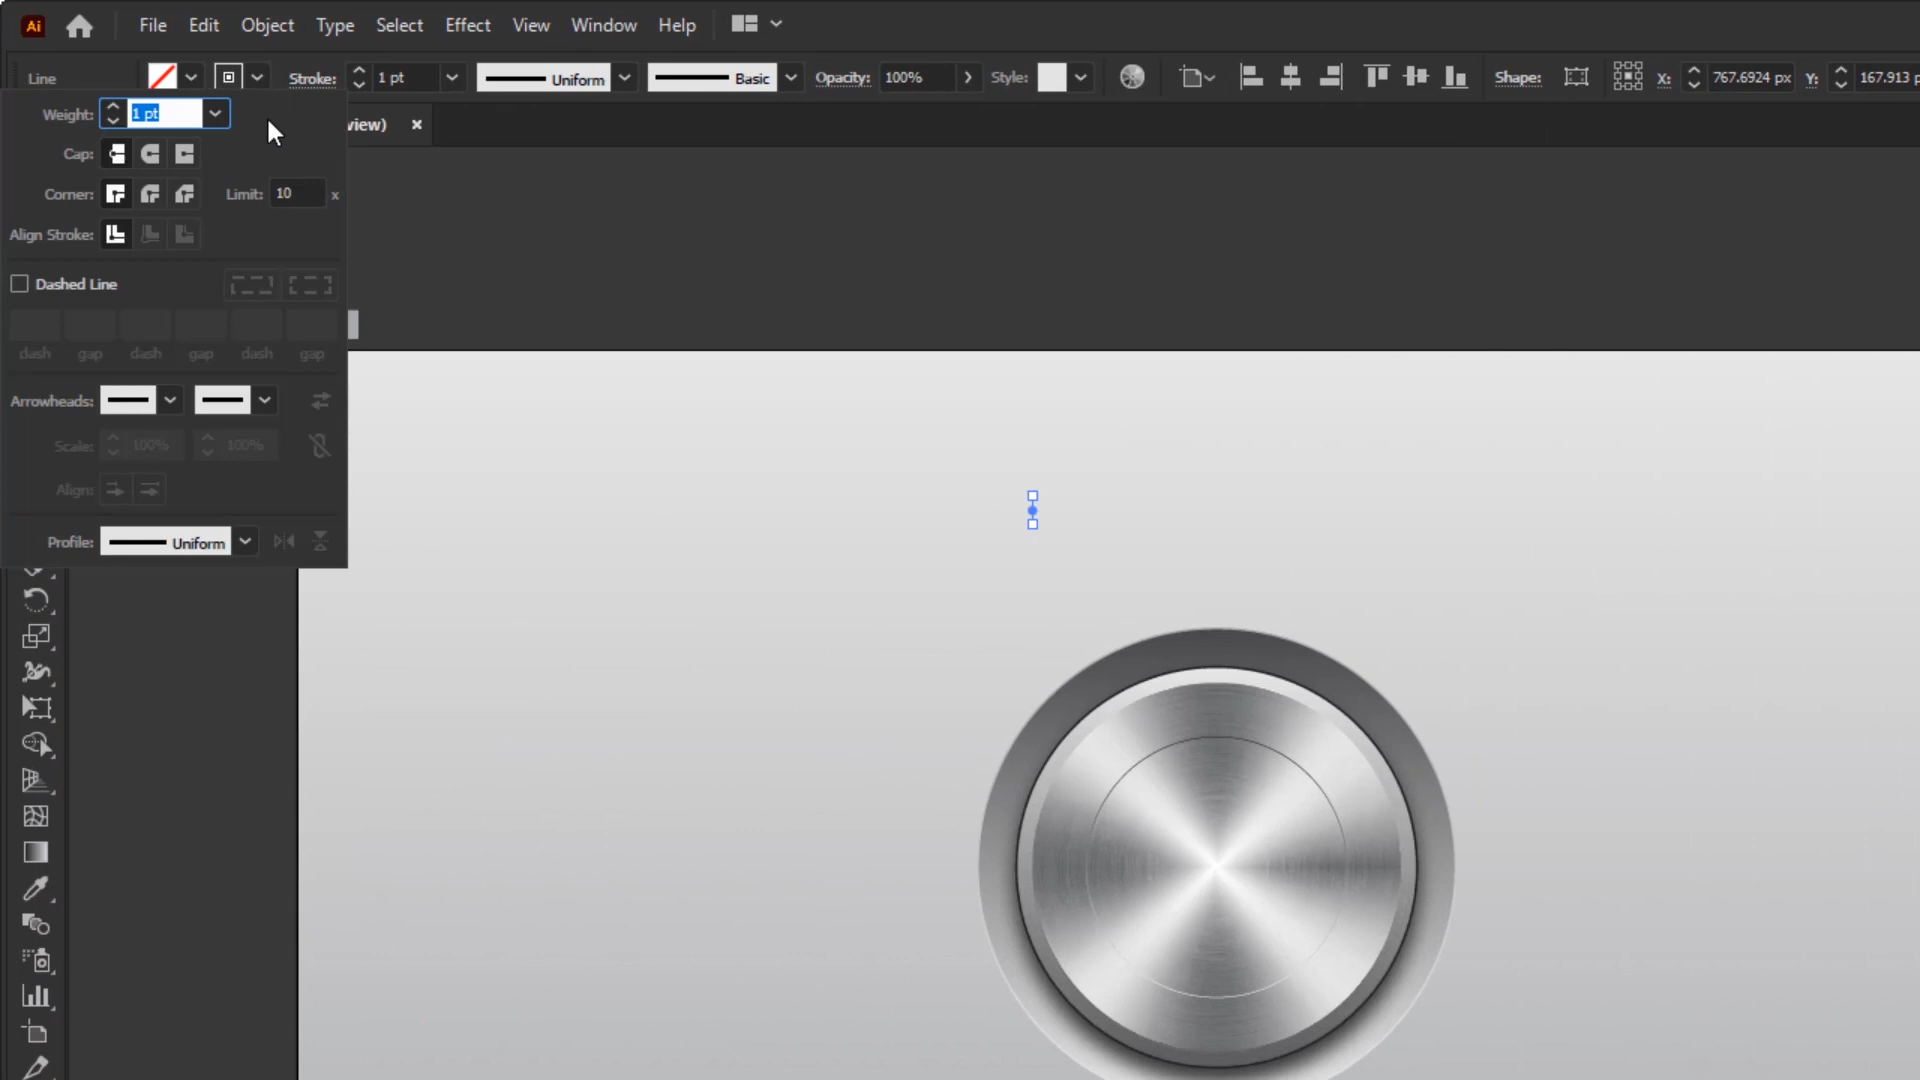 Ai File Edit Object Type Select Effect View Window Help
Line Stroke: 1 pt Uniform Basic Opacity: 100% Style: Shape: X: 767.6924 px Y: 167.913 p
Weight: 1 pt
view) ×
Cap:
Corner: Limit: 10 x
Align Stroke:
Dashed Line
dash gap dash gap dash gap
Arrowheads:
Scale: 100% 100%
Align:
Profile: Uniform